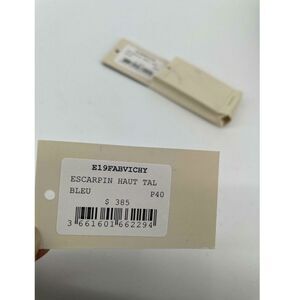 E19FABVICHY
ESCARPIN HAUT TAL
BLEU P40
$ 385
3 661601 662294